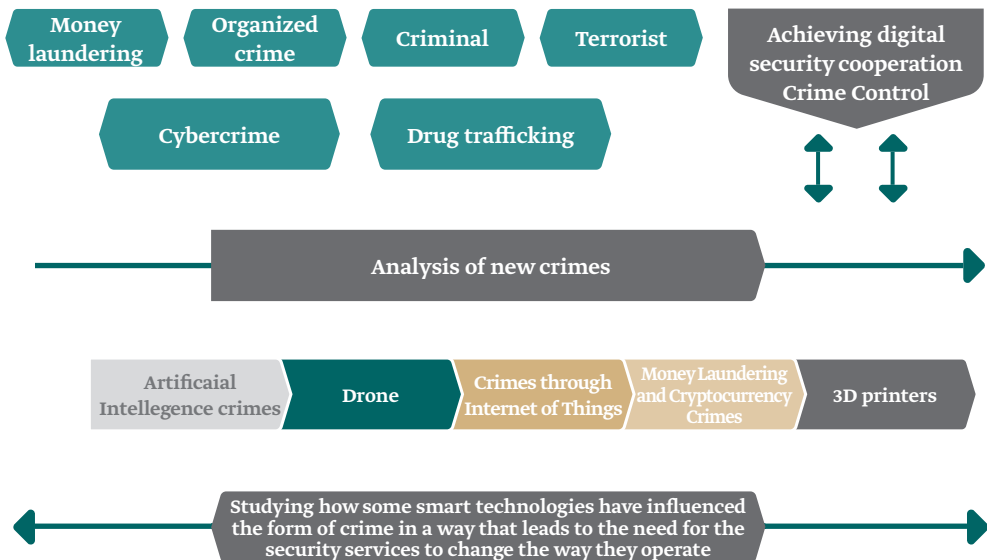 Money
laundering
Organized
crime
Criminal
Terrorist
Achieving digital
security cooperation
Crime Control
Cybercrime
Drug trafficking
Analysis of new crimes
Artificaial
Intellegence crimes
Drone
Crimes through
Internet of Things
Money Laundering
and Cryptocurrency
Crimes
3D printers
Studying how some smart technologies have influenced
the form of crime in a way that leads to the need for the
security services to change the way they operate